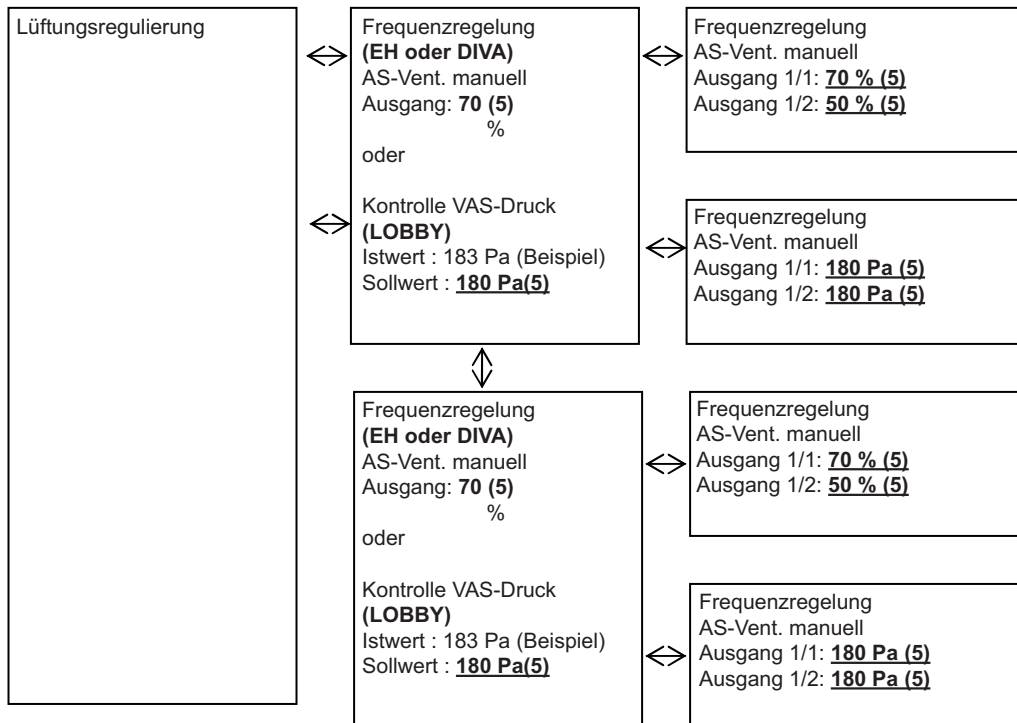 Lüftungsregulierung
Frequenzregelung
(EH oder DIVA)
AS-Vent. manuell
Ausgang: 70 (5)
%
oder
Kontrolle VAS-Druck
(LOBBY)
Istwert : 183 Pa (Beispiel)
Sollwert : 180 Pa(5)
Frequenzregelung
AS-Vent. manuell
Ausgang 1/1: 70 % (5)
Ausgang 1/2: 50 % (5)
Frequenzregelung
AS-Vent. manuell
Ausgang 1/1: 180 Pa (5)
Ausgang 1/2: 180 Pa (5)
Frequenzregelung
(EH oder DIVA)
AS-Vent. manuell
Ausgang: 70 (5)
%
oder
Kontrolle VAS-Druck
(LOBBY)
Istwert : 183 Pa (Beispiel)
Sollwert : 180 Pa(5)
Frequenzregelung
AS-Vent. manuell
Ausgang 1/1: 70 % (5)
Ausgang 1/2: 50 % (5)
Frequenzregelung
AS-Vent. manuell
Ausgang 1/1: 180 Pa (5)
Ausgang 1/2: 180 Pa (5)